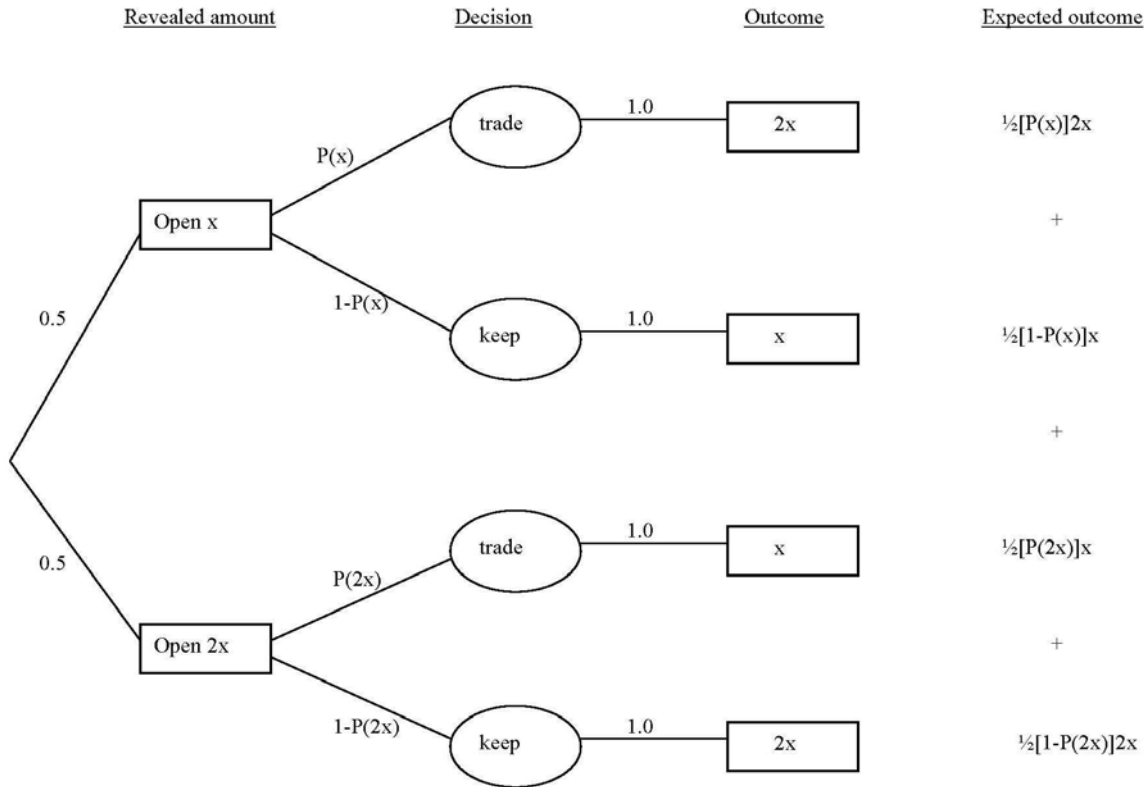 Revealed amount Decision Outcome Expected outcome
trade 1.0 2x ½[P(x)]2x
P(x)
Open x +
1-P(x)
0.5 keep 1.0 x ½[1-P(x)]x
+
0.5 trade 1.0 x ½[P(2x)]x
P(2x)
Open 2x +
1-P(2x)
keep 1.0 2x ½[1-P(2x)]2x